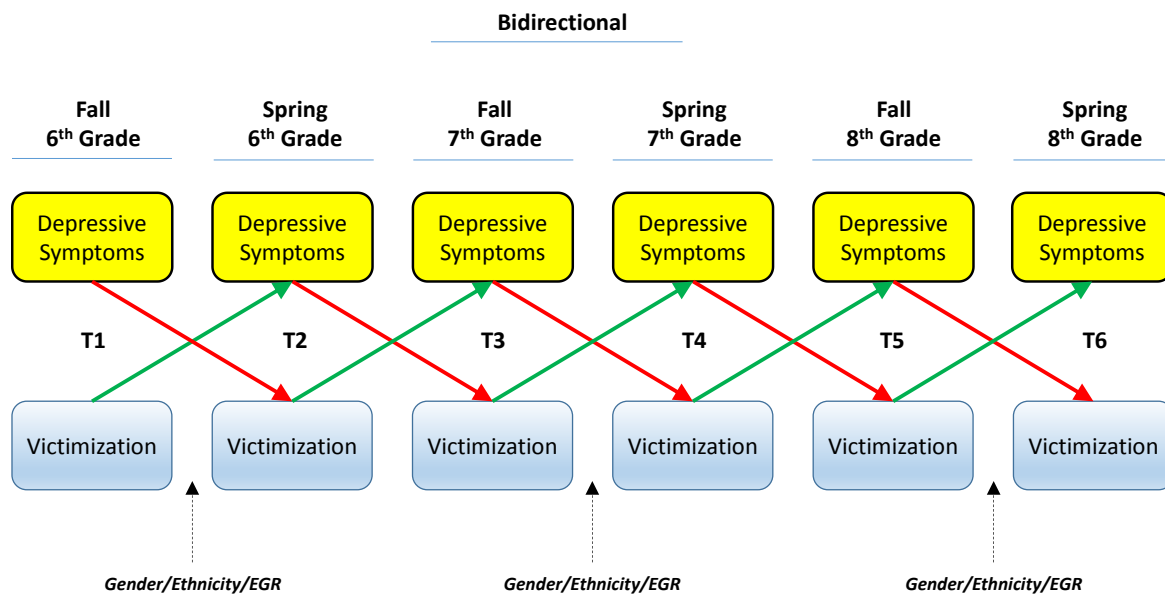 Bidirectional
Fall
6th Grade
Spring
6th Grade
Fall
7th Grade
Spring
7th Grade
Fall
8th Grade
Spring
8th Grade
Depressive
Symptoms
Depressive
Symptoms
Depressive
Symptoms
Depressive
Symptoms
Depressive
Symptoms
Depressive
Symptoms
T1
T2
T3
T4
T5
T6
Victimization
Victimization
Victimization
Victimization
Victimization
Victimization
Gender/Ethnicity/EGR
Gender/Ethnicity/EGR
Gender/Ethnicity/EGR